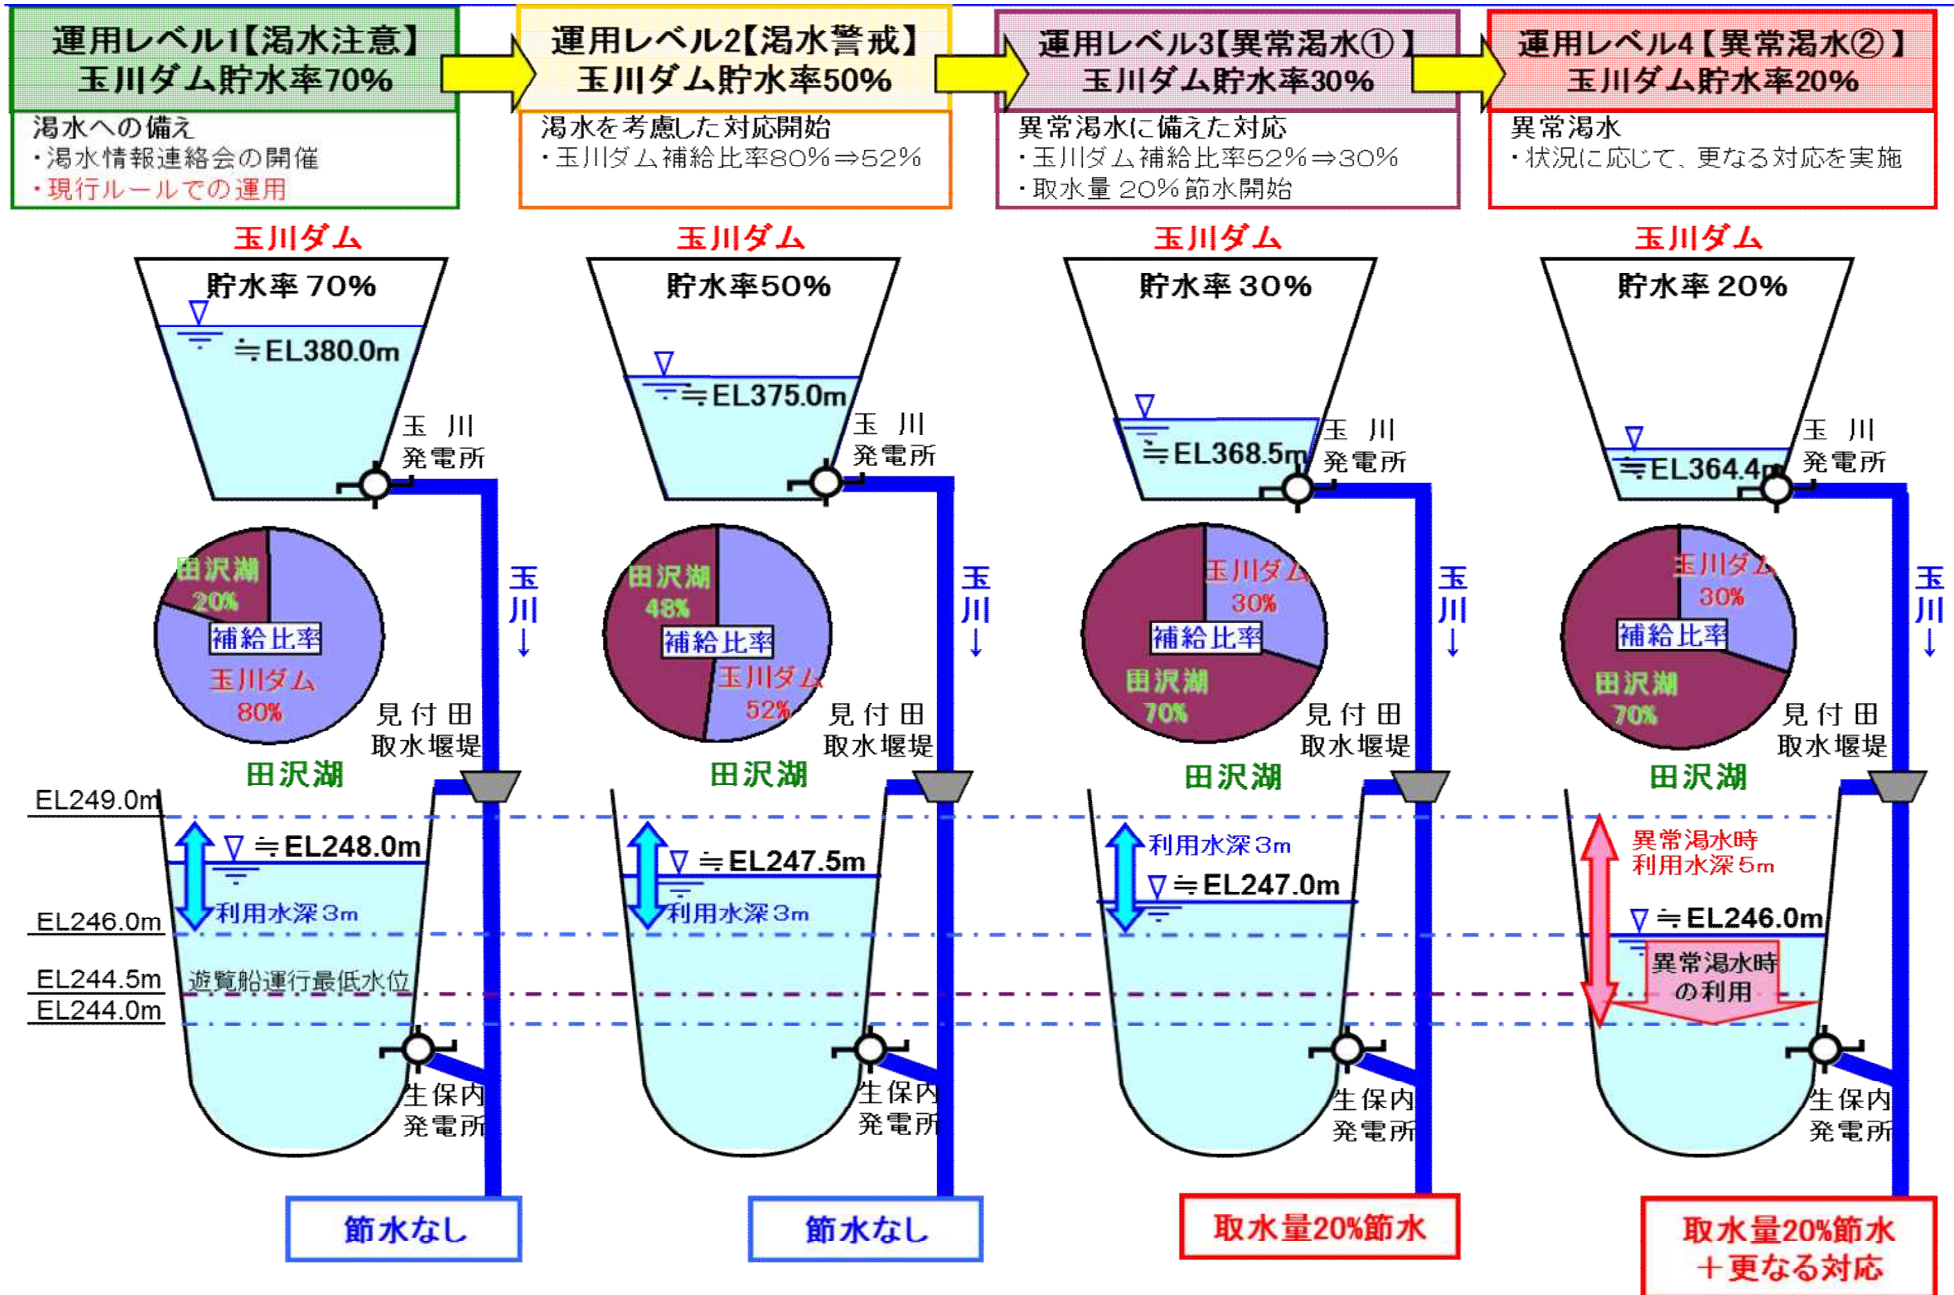 運用レベル1【渇水注意】
玉川ダム貯水率70%
渇水への備え
・渇水情報連絡会の開催
・現行ルールでの運用
運用レベル2【渇水警戒】
玉川ダム貯水率50%
渇水を考慮した対応開始
・玉川ダム補給比率80%⇒52%
運用レベル3【異常渇水①】
玉川ダム貯水率30%
異常渇水に備えた対応
・玉川ダム補給比率52%⇒30%
・取水量20%節水開始
運用レベル4【異常渇水②】
玉川ダム貯水率20%
異常渇水
・状況に応じて、更なる対応を実施
玉川ダム
貯水率70%
≒EL380.0m
玉川
発電所
田沢湖
20%
補給比率
玉川ダム
80%
玉川↓
見付田
取水堰堤
田沢湖
EL249.0m
≒EL248.0m
利用水深3m
EL246.0m
EL244.5m
遊覧船運行最低水位
EL244.0m
生保内
発電所
節水なし
玉川ダム
貯水率50%
≒EL375.0m
玉川
発電所
田沢湖
48%
補給比率
玉川ダム
52%
玉川↓
見付田
取水堰堤
田沢湖
≒EL247.5m
利用水深3m
生保内
発電所
節水なし
玉川ダム
貯水率30%
≒EL368.5m
玉川
発電所
玉川ダム
30%
補給比率
田沢湖
70%
玉川↓
見付田
取水堰堤
田沢湖
利用水深3m
≒EL247.0m
生保内
発電所
取水量20%節水
玉川ダム
貯水率20%
≒EL364.4m
玉川
発電所
玉川ダム
30%
補給比率
田沢湖
70%
玉川↓
見付田
取水堰堤
田沢湖
異常渇水時
利用水深5m
≒EL246.0m
異常渇水時
の利用
生保内
発電所
取水量20%節水
＋更なる対応